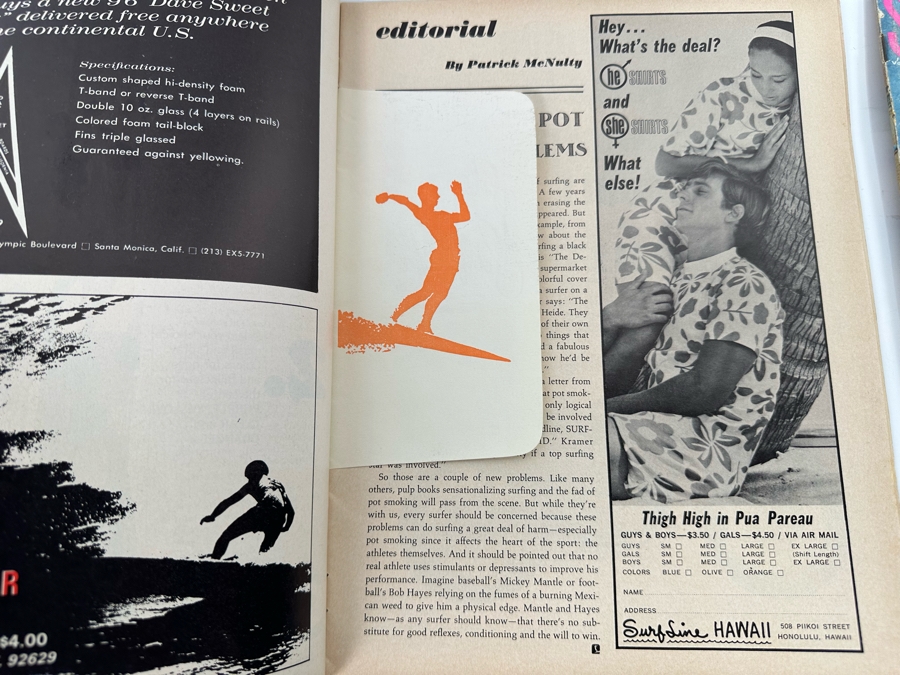 uys a new 9'6" Dave Sweet
" delivered free anywhere
e continental U.S.
Specifications:
Custom shaped hi-density foam
T-band or reverse T-band
Double 10 oz. glass (4 layers on rails)
Colored foam tail-block
Fins triple glassed
Guaranteed against yellowing.
ympic Boulevard □ Santa Monica, Calif. □ (213) EX5-7771
R
$4.00
92629
editorial
By Patrick McNulty
POT
LEMS
f surfing are
A few years
erasing the
ppeared. But
xample, from
w about the
rfing a black
is "The De-
supermarket
olorful cover
a surfer on a
r says: "The
Heide. They
of their own
things that
d a fabulous
how he'd be
."
a letter from
at pot smok-
only logical
be involved
dline, SURF-
D." Kramer
y if a top surfing
star was involved."
So those are a couple of new problems. Like many
others, pulp books sensationalizing surfing and the fad of
pot smoking will pass from the scene. But while they're
with us, every surfer should be concerned because these
problems can do surfing a great deal of harm—especially
pot smoking since it affects the heart of the sport: the
athletes themselves. And it should be pointed out that no
real athlete uses stimulants or depressants to improve his
performance. Imagine baseball's Mickey Mantle or foot-
ball's Bob Hayes relying on the fumes of a burning Mexi-
can weed to give him a physical edge. Mantle and Hayes
know—as any surfer should know—that there's no sub-
stitute for good reflexes, conditioning and the will to win.
Hey...
What's the deal?
he SHIRTS
and
she SHIRTS
What
else!
Thigh High in Pua Pareau
GUYS & BOYS—$3.50 / GALS—$4.50 / VIA AIR MAIL
GUYS SM □ MED □ LARGE □ EX LARGE □
GALS SM □ MED □ LARGE □ (Shift Length)
BOYS SM □ MED □ LARGE □ EX LARGE □
COLORS BLUE □ OLIVE □ ORANGE □
NAME
ADDRESS
SurfLine HAWAII 508 PIIKOI STREET
HONOLULU, HAWAII